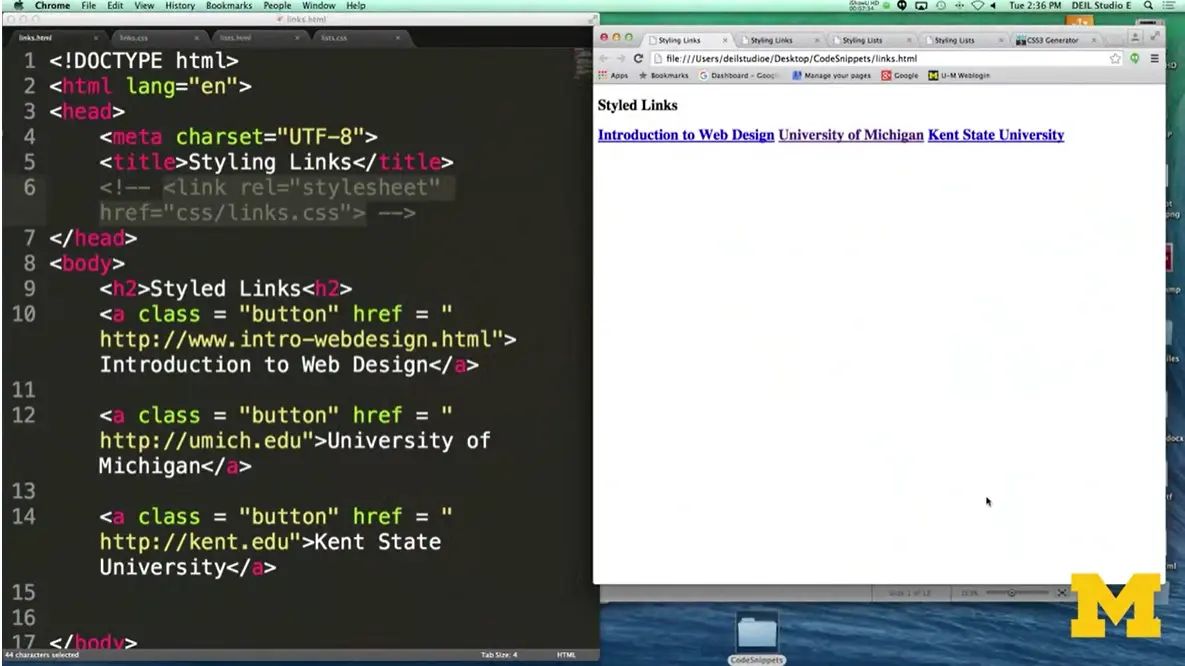 Chrome File Edit View History Bookmarks People Window Help
Tue 2:36 PM DEIL Studio E
links.html
links.html links.css lists.html lists.css
1 <!DOCTYPE html>
2 <html lang="en">
3 <head>
4 <meta charset="UTF-8">
5 <title>Styling Links</title>
6 <!-- <link rel="stylesheet"
href="css/links.css"> -->
7 </head>
8 <body>
9 <h2>Styled Links<h2>
10 <a class = "button" href = "
http://www.intro-webdesign.html">
Introduction to Web Design</a>
11
12 <a class = "button" href = "
http://umich.edu">University of
Michigan</a>
13
14 <a class = "button" href = "
http://kent.edu">Kent State
University</a>
15
16
17 </body>
44 characters selected Tab Size: 4 HTML
Styling Links Styling Links Styling Lists Styling Lists CSS3 Generator
file:///Users/deilstudioe/Desktop/CodeSnippets/links.html
Apps Bookmarks Dashboard - Goog Manage your pages Google U-M Weblogin
Styled Links
Introduction to Web Design University of Michigan Kent State University
CodeSnippets
M